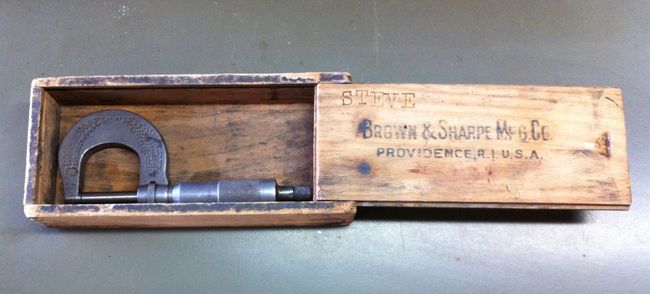 STEVE
BROWN & SHARPE MFG. CO.
PROVIDENCE, R.I. U.S.A.